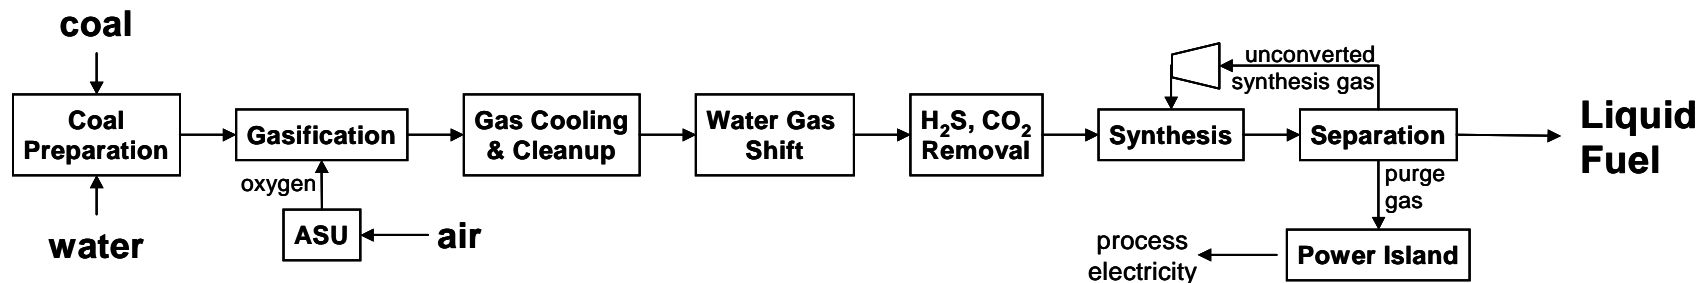 coal
Coal
Preparation
water
Gasification
oxygen
ASU
air
Gas Cooling
& Cleanup
Water Gas
Shift
H₂S, CO₂
Removal
Synthesis
unconverted
synthesis gas
Separation
purge
gas
Power Island
process
electricity
Liquid
Fuel